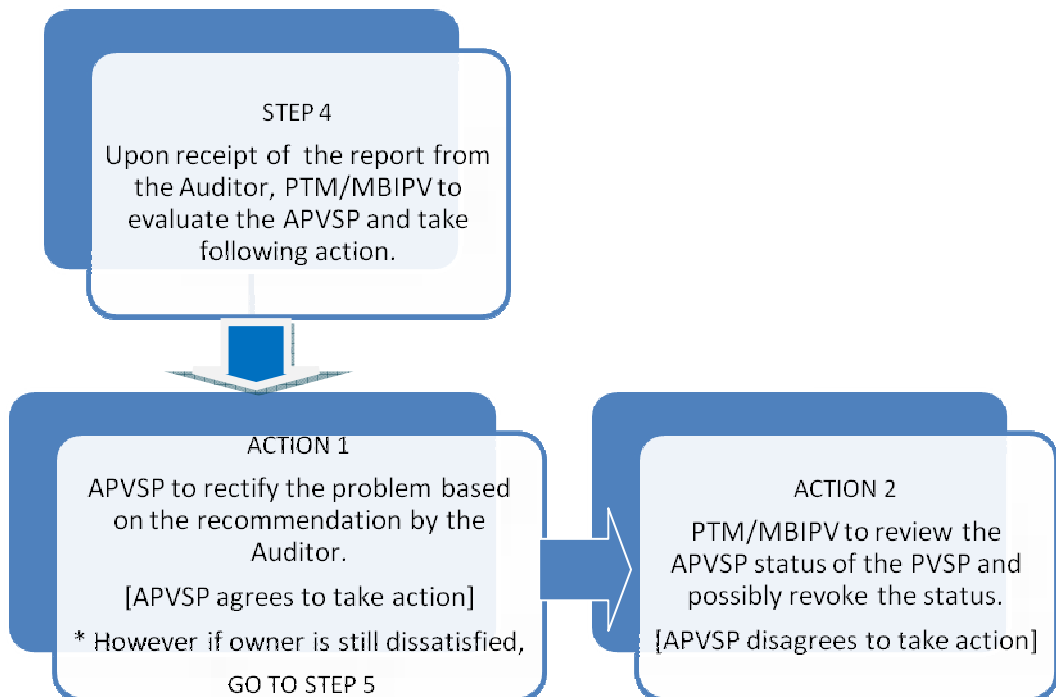 STEP 4
Upon receipt of the report from
the Auditor, PTM/MBIPV to
evaluate the APVSP and take
following action.
ACTION 1
APVSP to rectify the problem based
on the recommendation by the
Auditor.
[APVSP agrees to take action]
* However if owner is still dissatisfied,
GO TO STEP 5
ACTION 2
PTM/MBIPV to review the
APVSP status of the PVSP and
possibly revoke the status.
[APVSP disagrees to take action]